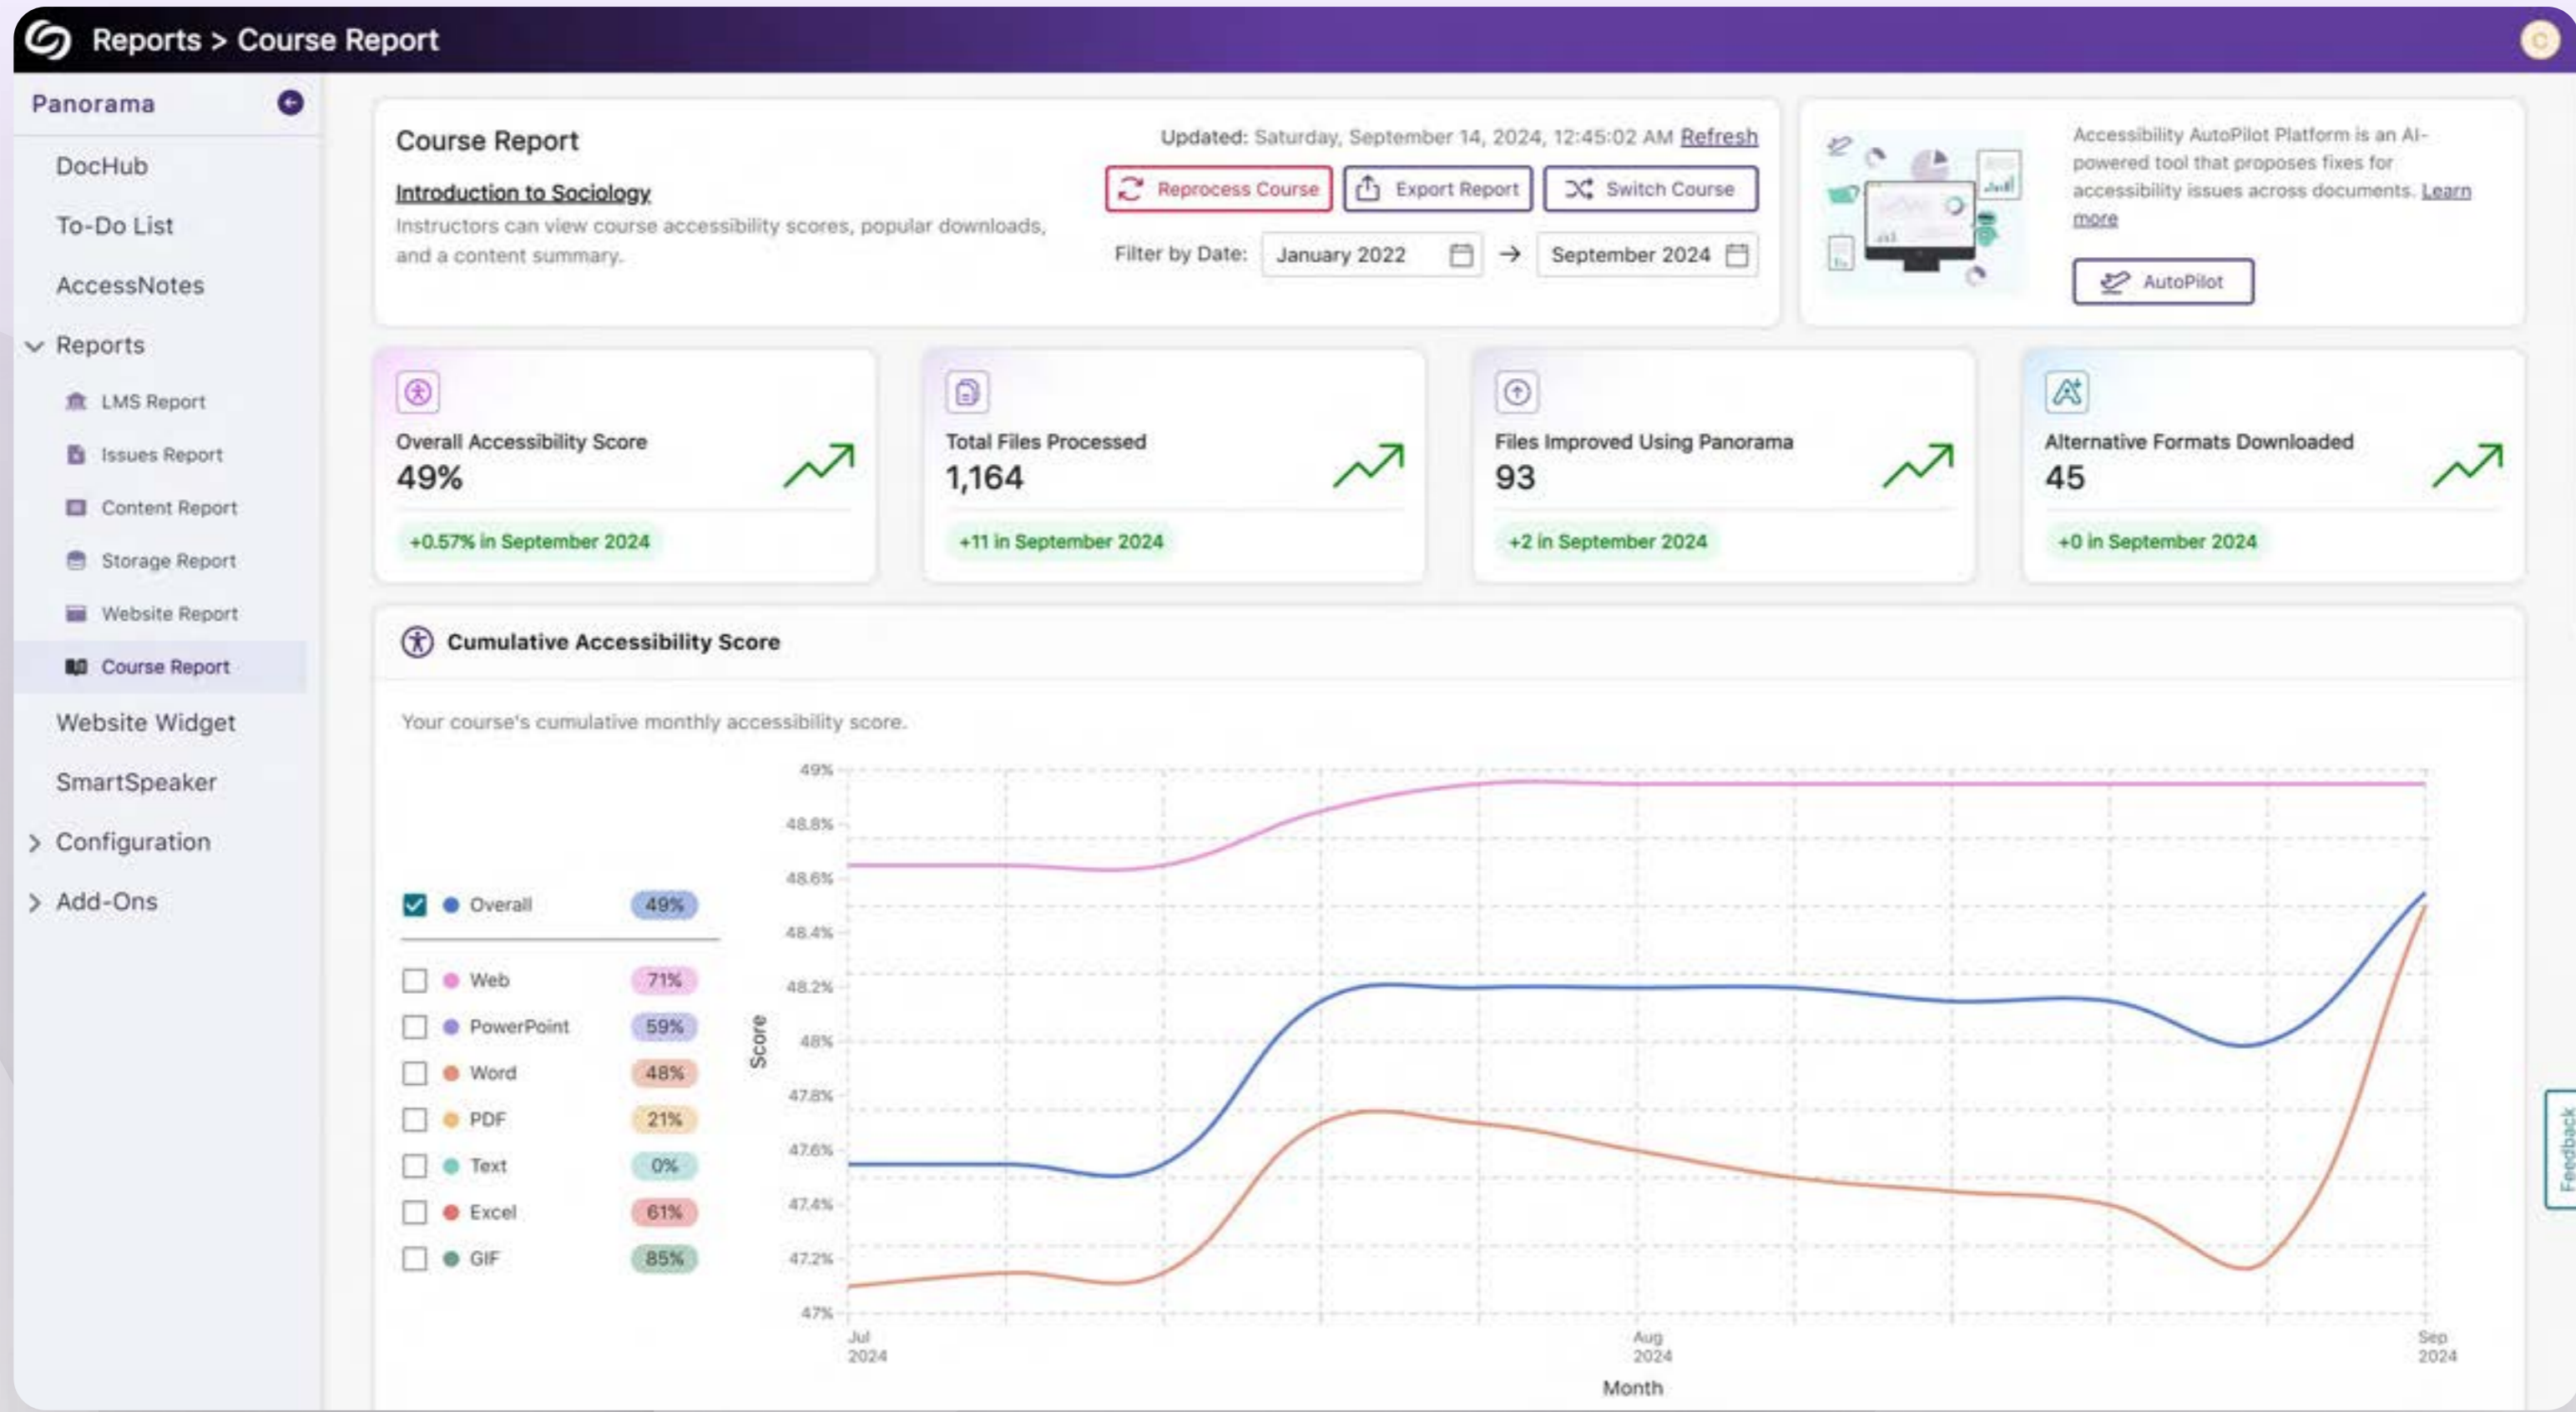 Reports > Course Report
C
Panorama
DocHub
To-Do List
AccessNotes
Reports
LMS Report
Issues Report
Content Report
Storage Report
Website Report
Course Report
Website Widget
SmartSpeaker
Configuration
Add-Ons
Course Report
Introduction to Sociology
Instructors can view course accessibility scores, popular downloads,
and a content summary.
Updated: Saturday, September 14, 2024, 12:45:02 AM Refresh
Reprocess Course
Export Report
Switch Course
Filter by Date:
January 2022
September 2024
Accessibility AutoPilot Platform is an AI-
powered tool that proposes fixes for
accessibility issues across documents. Learn
more
AutoPilot
Overall Accessibility Score
49%
+0.57% in September 2024
Total Files Processed
1,164
+11 in September 2024
Files Improved Using Panorama
93
+2 in September 2024
Alternative Formats Downloaded
45
+0 in September 2024
Cumulative Accessibility Score
Your course's cumulative monthly accessibility score.
Overall 49%
Web 71%
PowerPoint 59%
Word 48%
PDF 21%
Text 0%
Excel 61%
GIF 85%
Score
49%
48.8%
48.6%
48.4%
48.2%
48%
47.8%
47.6%
47.4%
47.2%
47%
Jul
2024
Aug
2024
Sep
2024
Month
Feedback